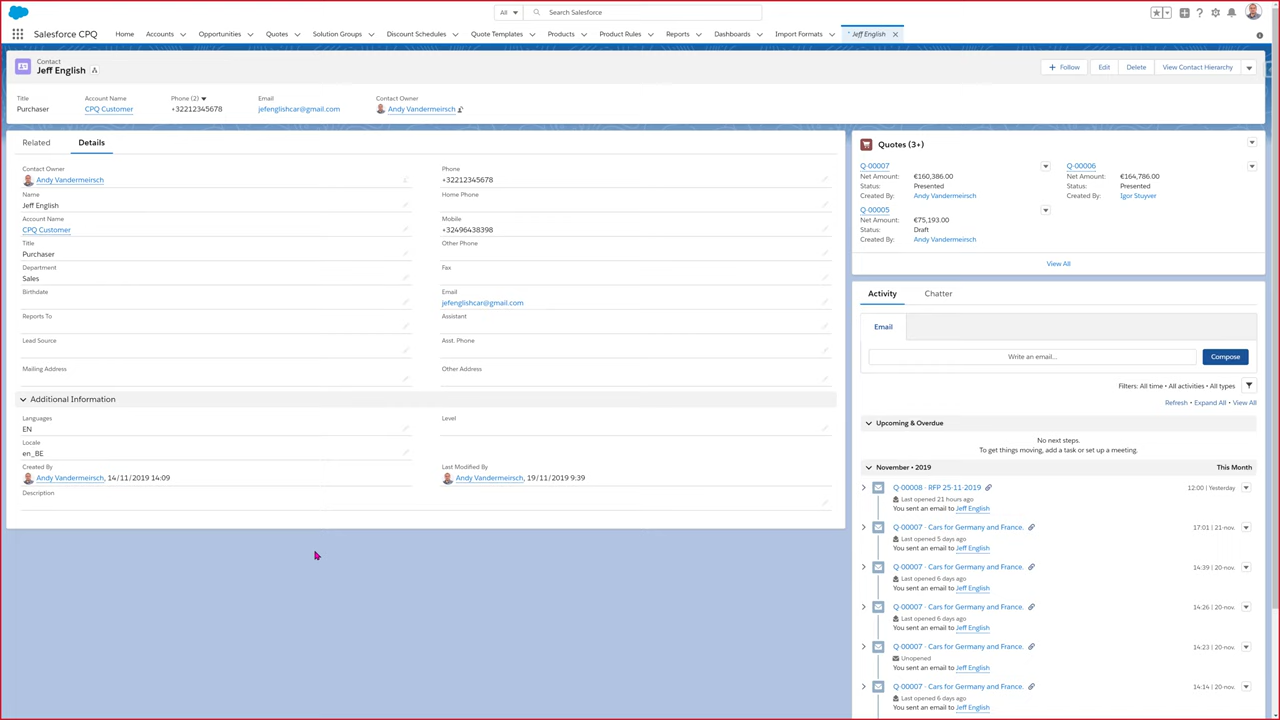 All
Search Salesforce
Salesforce CPQ
Home Accounts Opportunities Quotes Solution Groups Discount Schedules Quote Templates Products Product Rules Reports Dashboards Import Formats * Jeff English
Contact
Jeff English
Follow Edit Delete View Contact Hierarchy
Title Account Name Phone (2) Email Contact Owner
Purchaser CPQ Customer +32212345678 jefenglishcar@gmail.com Andy Vandermeirsch
Related Details
Contact Owner
Andy Vandermeirsch
Name
Jeff English
Account Name
CPQ Customer
Title
Purchaser
Department
Sales
Birthdate
Reports To
Lead Source
Mailing Address
Phone
+32212345678
Home Phone
Mobile
+32496438398
Other Phone
Fax
Email
jefenglishcar@gmail.com
Assistant
Asst. Phone
Other Address
Additional Information
Languages
EN
Level
Locale
en_BE
Created By
Andy Vandermeirsch, 14/11/2019 14:09
Last Modified By
Andy Vandermeirsch, 19/11/2019 9:39
Description
Quotes (3+)
Q-00007
Net Amount: €160,386.00
Status: Presented
Created By: Andy Vandermeirsch
Q-00006
Net Amount: €164,786.00
Status: Presented
Created By: Igor Stuyver
Q-00005
Net Amount: €75,193.00
Status: Draft
Created By: Andy Vandermeirsch
View All
Activity Chatter
Email
Write an email...
Compose
Filters: All time • All activities • All types
Refresh • Expand All • View All
Upcoming & Overdue
No next steps.
To get things moving, add a task or set up a meeting.
November • 2019 This Month
Q-00008 - RFP 25-11-2019 12:00 | Yesterday
Last opened 21 hours ago
You sent an email to Jeff English
Q-00007 - Cars for Germany and France. 17:01 | 21-nov.
Last opened 5 days ago
You sent an email to Jeff English
Q-00007 - Cars for Germany and France. 14:39 | 20-nov.
Last opened 6 days ago
You sent an email to Jeff English
Q-00007 - Cars for Germany and France. 14:26 | 20-nov.
Last opened 6 days ago
You sent an email to Jeff English
Q-00007 - Cars for Germany and France. 14:23 | 20-nov.
Unopened
You sent an email to Jeff English
Q-00007 - Cars for Germany and France. 14:14 | 20-nov.
Last opened 6 days ago
You sent an email to Jeff English